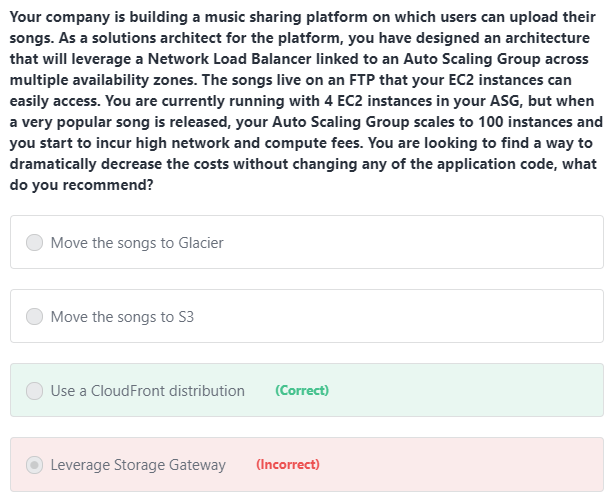 Your company is building a music sharing platform on which users can upload their
songs. As a solutions architect for the platform, you have designed an architecture
that will leverage a Network Load Balancer linked to an Auto Scaling Group across
multiple availability zones. The songs live on an FTP that your EC2 instances can
easily access. You are currently running with 4 EC2 instances in your ASG, but when
a very popular song is released, your Auto Scaling Group scales to 100 instances and
you start to incur high network and compute fees. You are looking to find a way to
dramatically decrease the costs without changing any of the application code, what
do you recommend?
Move the songs to Glacier
Move the songs to S3
Use a CloudFront distribution (Correct)
Leverage Storage Gateway (Incorrect)